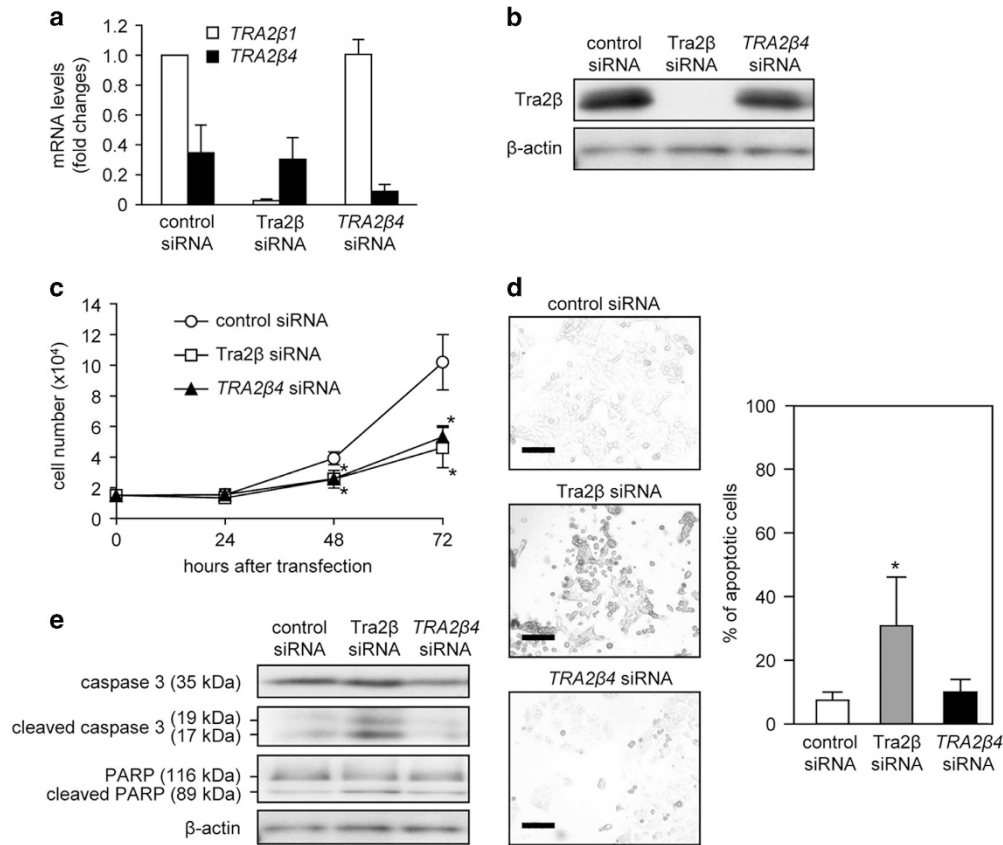 a
mRNA levels
(fold changes)
1.2
1.0
0.8
0.6
0.4
0.2
0
TRA2β1
TRA2β4
control
siRNA
Tra2β
siRNA
TRA2β4
siRNA
b
control
siRNA
Tra2β
siRNA
TRA2β4
siRNA
Tra2β
β-actin
c
cell number (x10⁴)
14
12
10
8
6
4
2
0
control siRNA
Tra2β siRNA
TRA2β4 siRNA
*
*
*
*
0
24
48
72
hours after transfection
d
control siRNA
Tra2β siRNA
TRA2β4 siRNA
% of apoptotic cells
100
80
60
40
20
0
*
control
siRNA
Tra2β
siRNA
TRA2β4
siRNA
e
control
siRNA
Tra2β
siRNA
TRA2β4
siRNA
caspase 3 (35 kDa)
cleaved caspase 3 (19 kDa)
(17 kDa)
PARP (116 kDa)
cleaved PARP (89 kDa)
β-actin